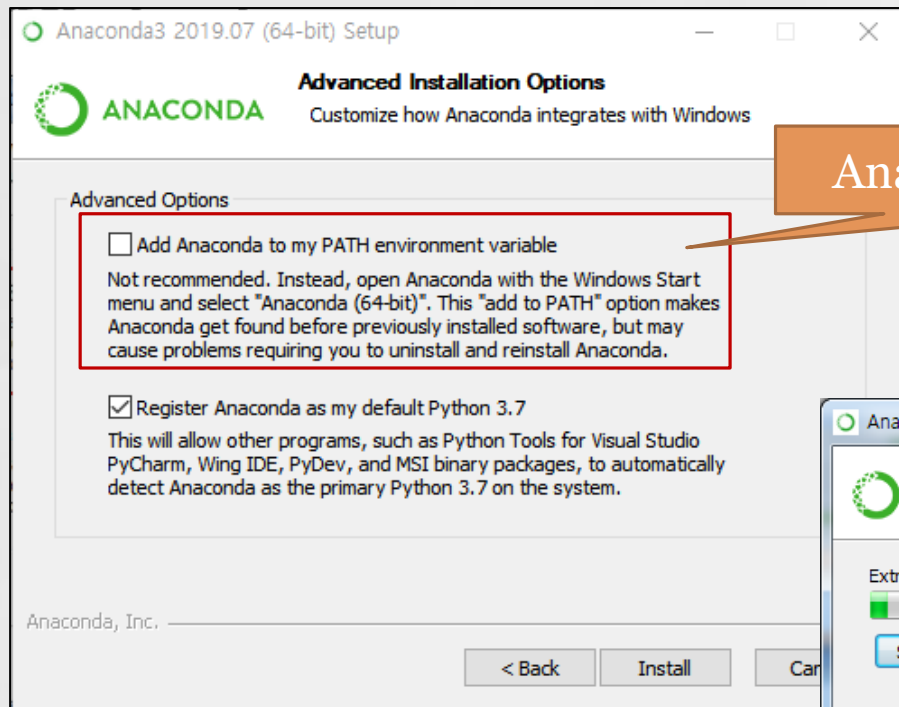 Anaconda3 2019.07 (64-bit) Setup
ANACONDA
Advanced Installation Options
Customize how Anaconda integrates with Windows
Advanced Options
Add Anaconda to my PATH environment variable
Not recommended. Instead, open Anaconda with the Windows Start
menu and select "Anaconda (64-bit)". This "add to PATH" option makes
Anaconda get found before previously installed software, but may
cause problems requiring you to uninstall and reinstall Anaconda.
Register Anaconda as my default Python 3.7
This will allow other programs, such as Python Tools for Visual Studio
PyCharm, Wing IDE, PyDev, and MSI binary packages, to automatically
detect Anaconda as the primary Python 3.7 on the system.
Anaconda, Inc.
< Back
Install